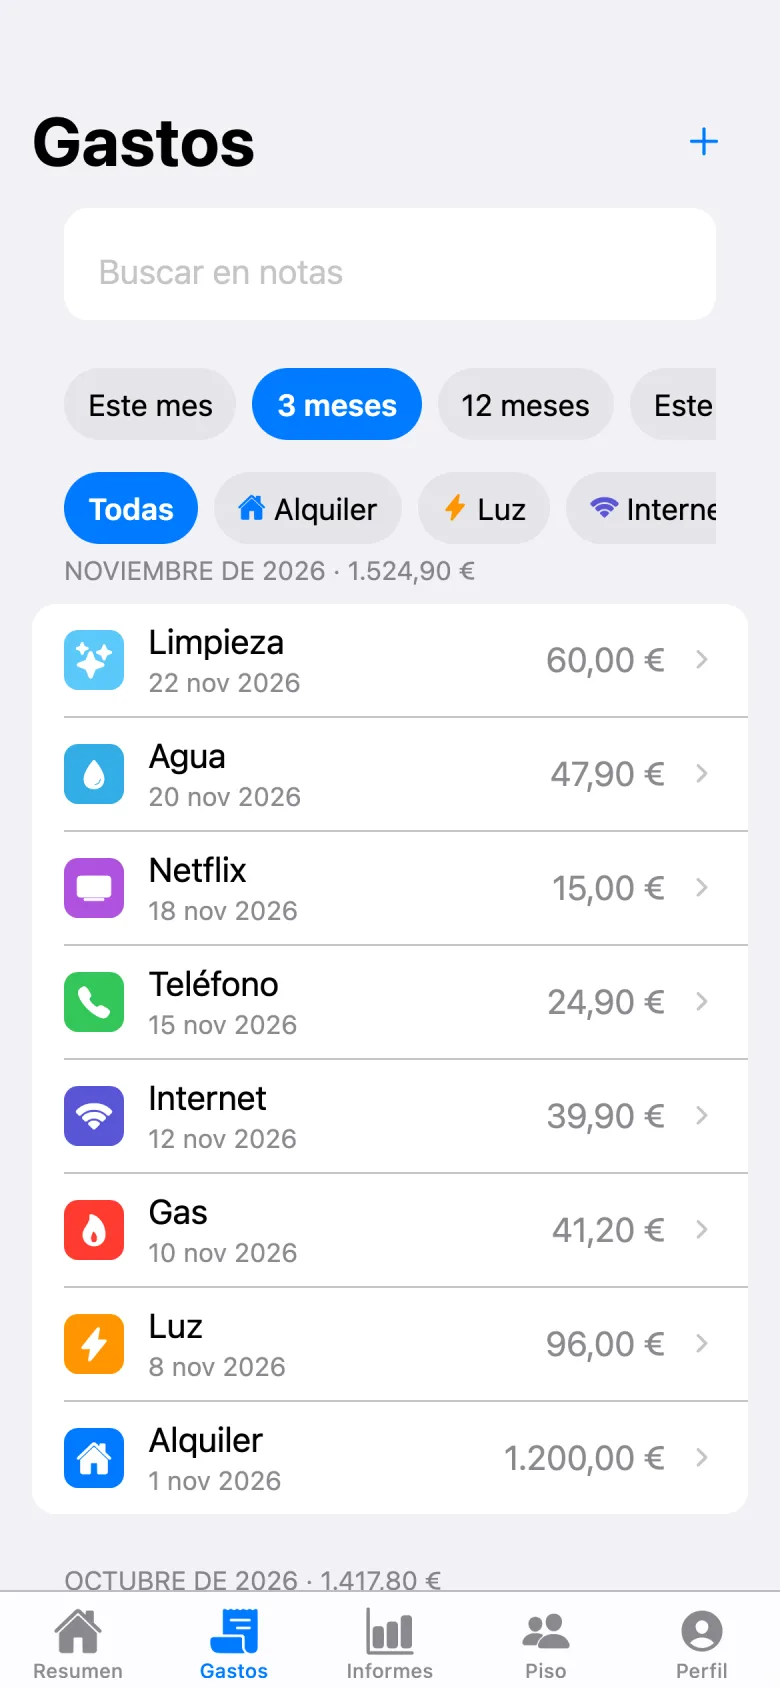 Gastos
Buscar en notas
Este mes 3 meses 12 meses Este
Todas Alquiler Luz Interne
NOVIEMBRE DE 2026 · 1.524,90 €
Limpieza
22 nov 2026
60,00 €
Agua
20 nov 2026
47,90 €
Netflix
18 nov 2026
15,00 €
Teléfono
15 nov 2026
24,90 €
Internet
12 nov 2026
39,90 €
Gas
10 nov 2026
41,20 €
Luz
8 nov 2026
96,00 €
Alquiler
1 nov 2026
1.200,00 €
OCTUBRE DE 2026 · 1.417,80 €
Resumen Gastos Informes Piso Perfil